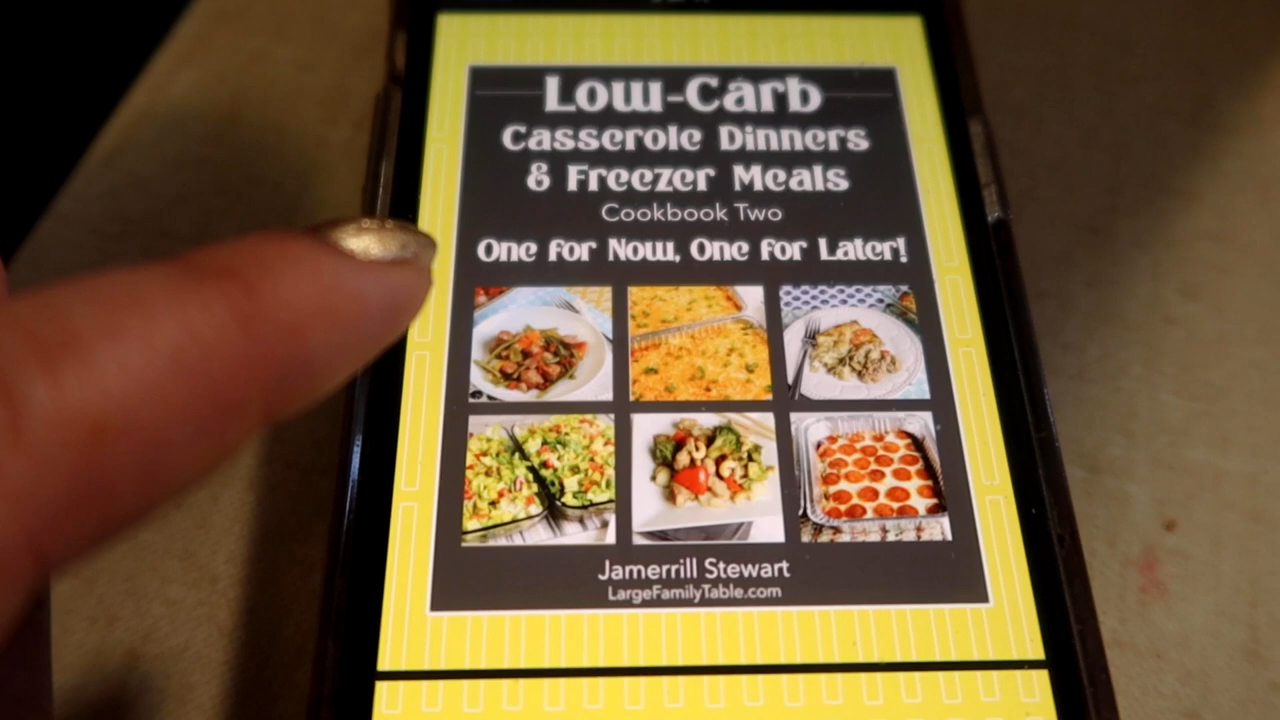 Low-Carb
Casserole Dinners
& Freezer Meals
Cookbook Two
One for Now, One for Later!
Jamerrill Stewart
LargeFamilyTable.com